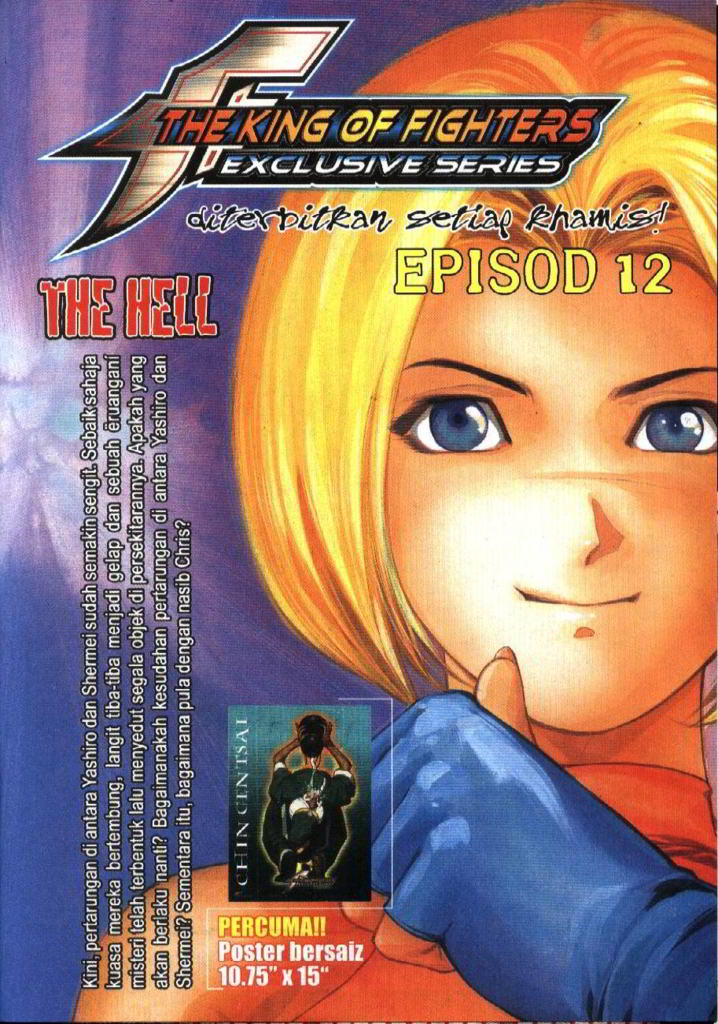 THE KING OF FIGHTERS
EXCLUSIVE SERIES
diterbitkan setiap khamis!
EPISOD 12
THE HELL
Kini, pertarungan di antara Yashiro dan Shermei sudah semakin sengit. Sebaik sahaja
kuasa mereka bertembung, langit tiba-tiba menjadi gelap dan sebuah ëruanganí
misteri telah terbentuk lalu menyedut segala objek di persekitarannya. Apakah yang
akan berlaku nanti? Bagaimanakah kesudahan pertarungan di antara Yashiro dan
Shermei? Sementara itu, bagaimana pula dengan nasib Chris?
CHIN CENTSAI
PERCUMA!!
Poster bersaiz
10.75" x 15"